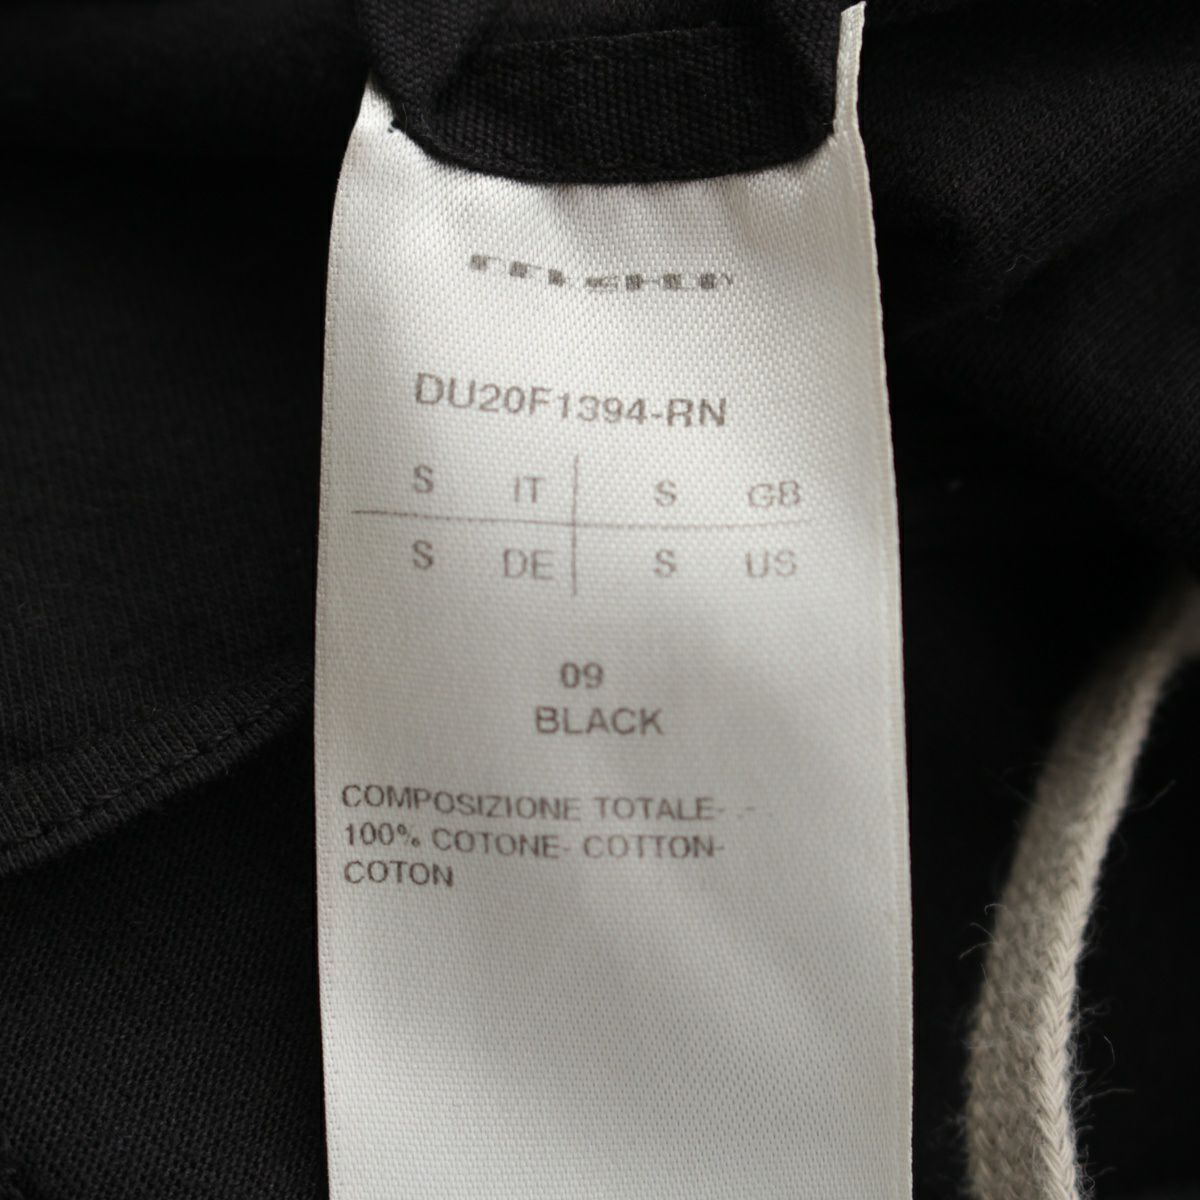 DU20F1394-RN
S IT S GB
S DE S US
09
BLACK
COMPOSIZIONE TOTALE- -
100% COTONE- COTTON-
COTON